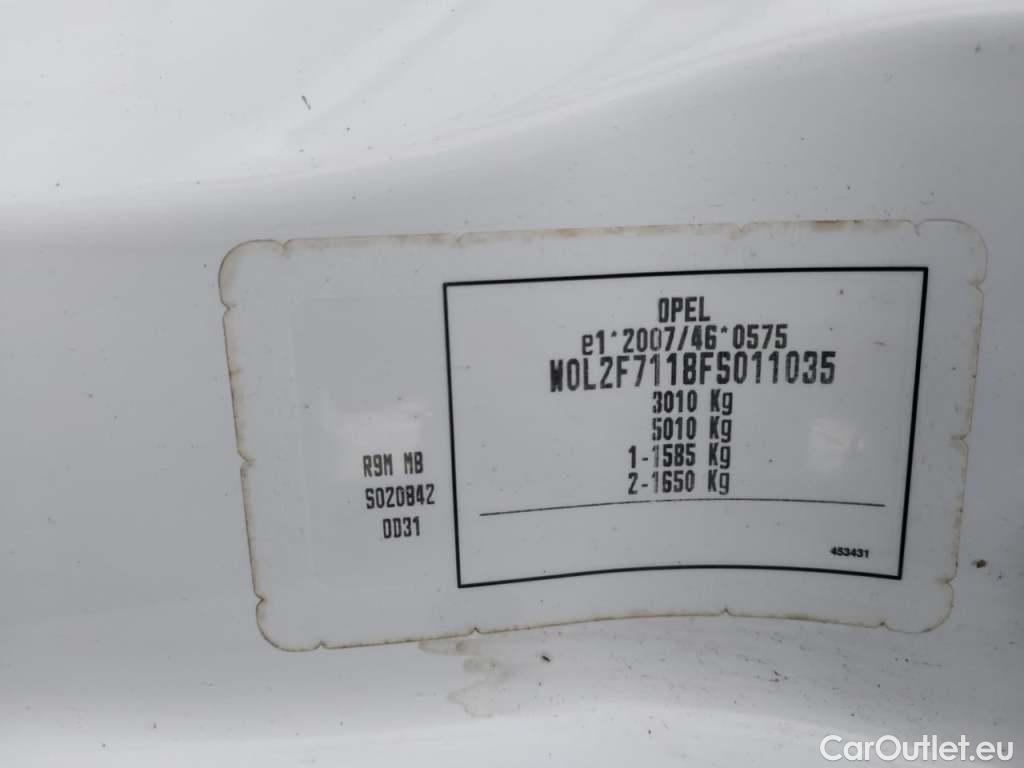 OPEL
e1*2007/46*0575
W0L2F7118FS011035
3010 Kg
5010 Kg
1-1585 Kg
2-1650 Kg
R9M MB
S020842
0D31
453431
CarOutlet.eu